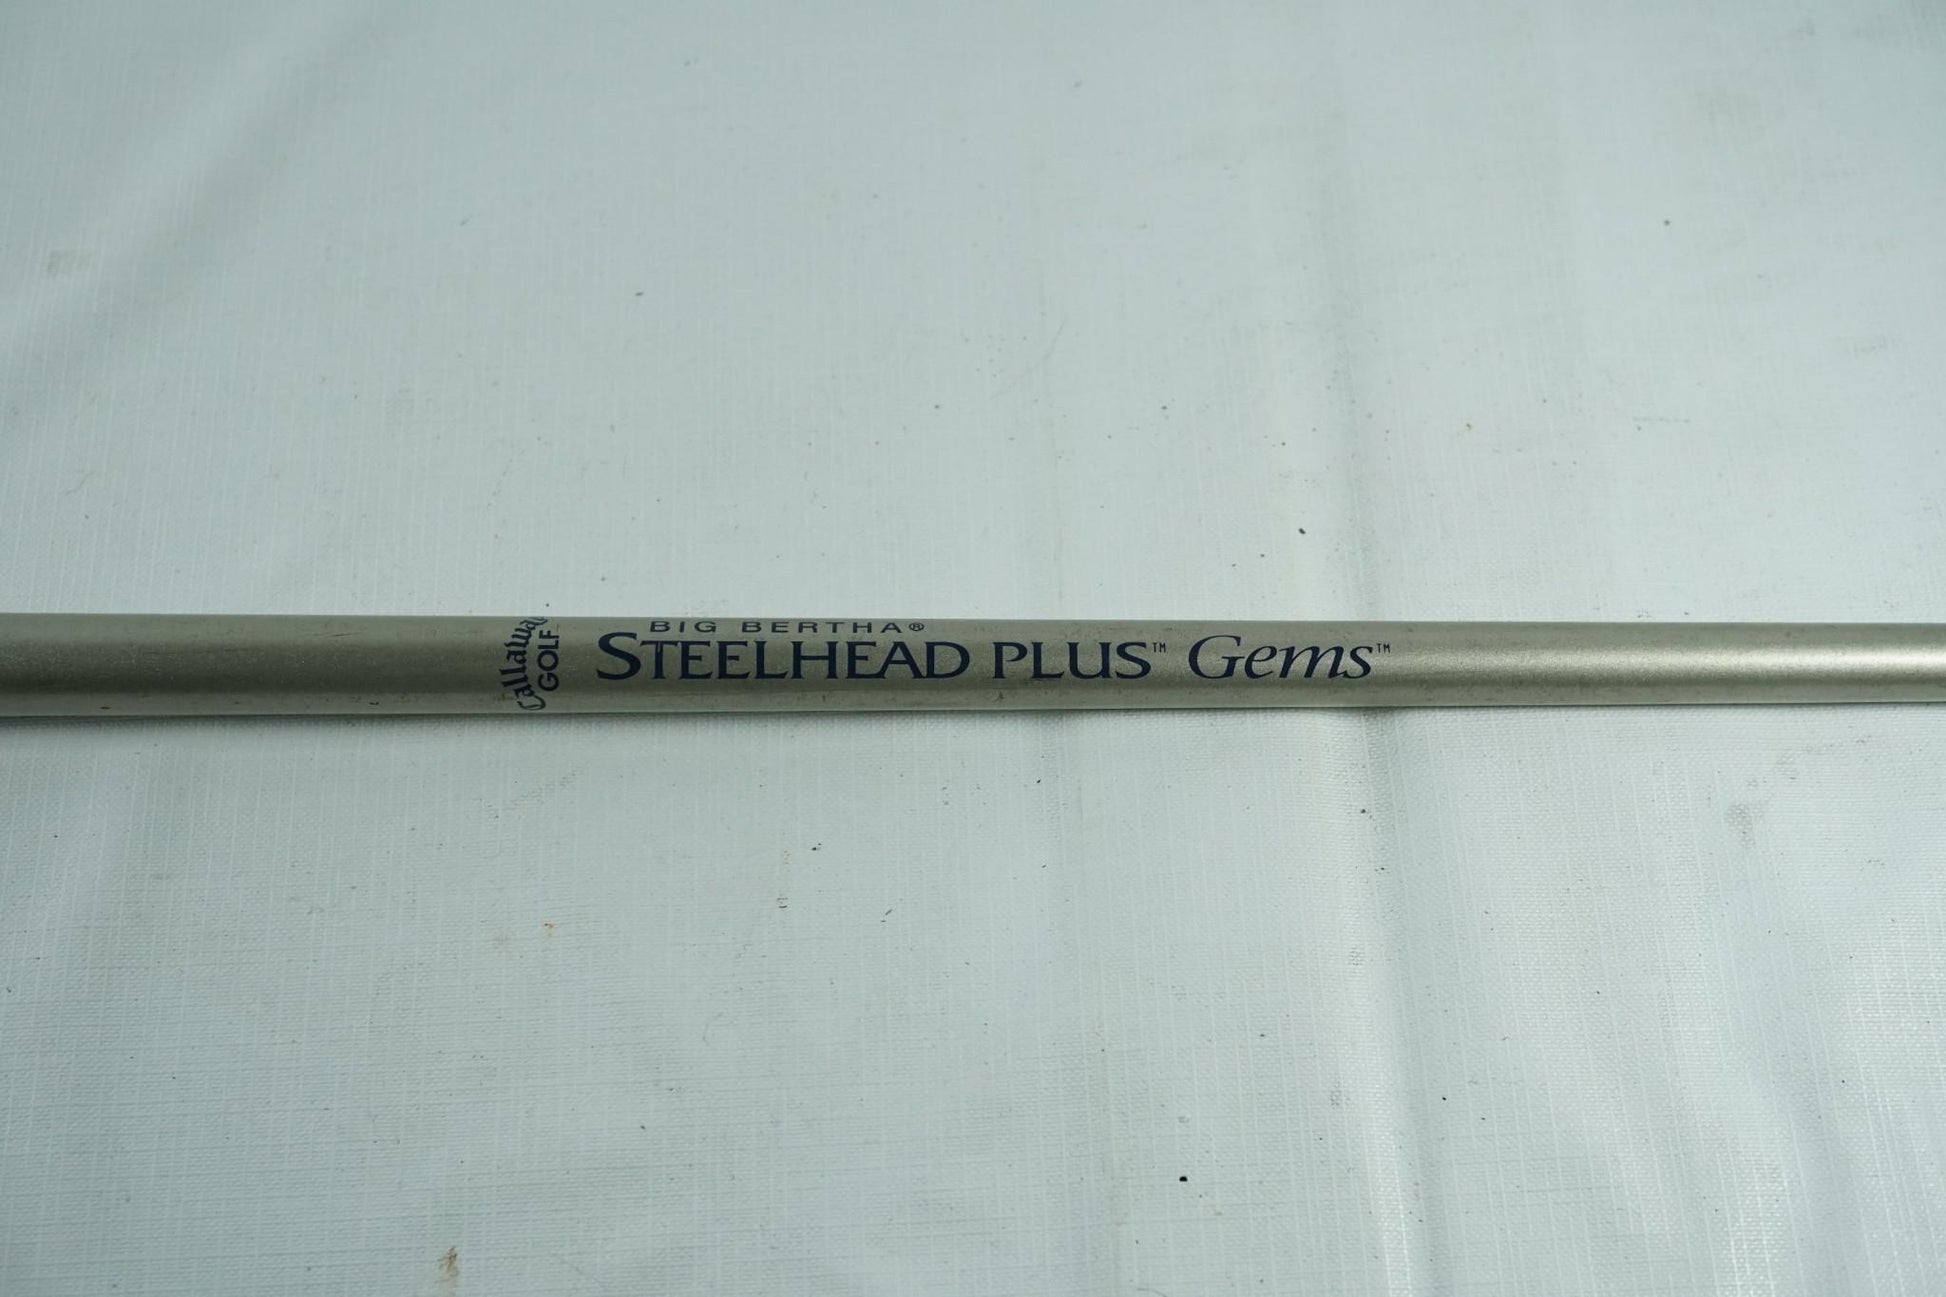 Callaway
GOLF
BIG BERTHA®
STEELHEAD PLUS™ Gems™